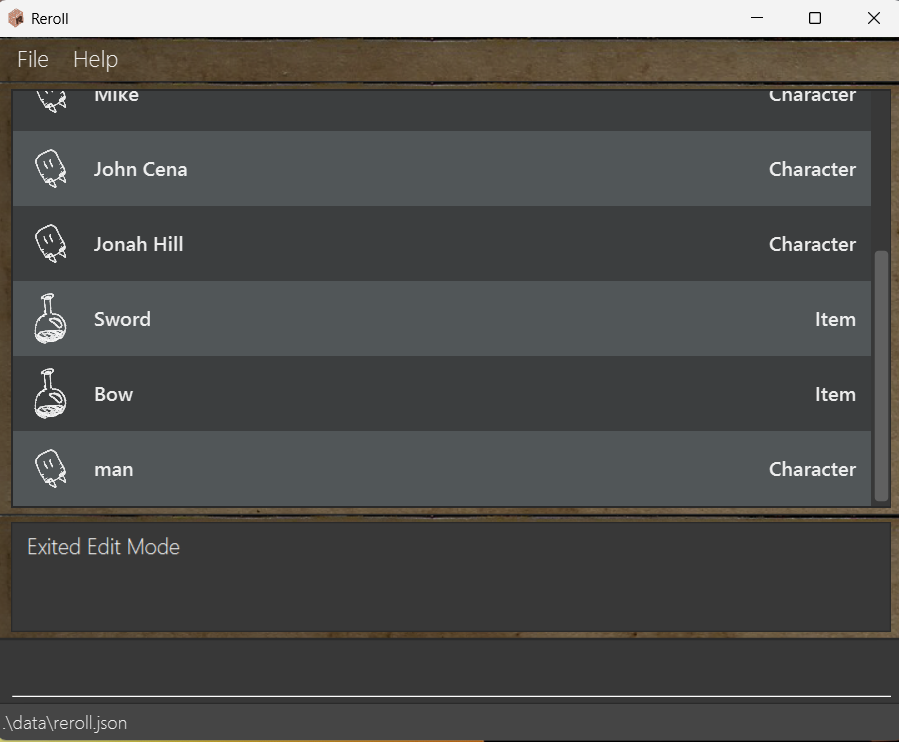 Reroll
File Help
Mike Character
John Cena Character
Jonah Hill Character
Sword Item
Bow Item
man Character
Exited Edit Mode
.\data\reroll.json